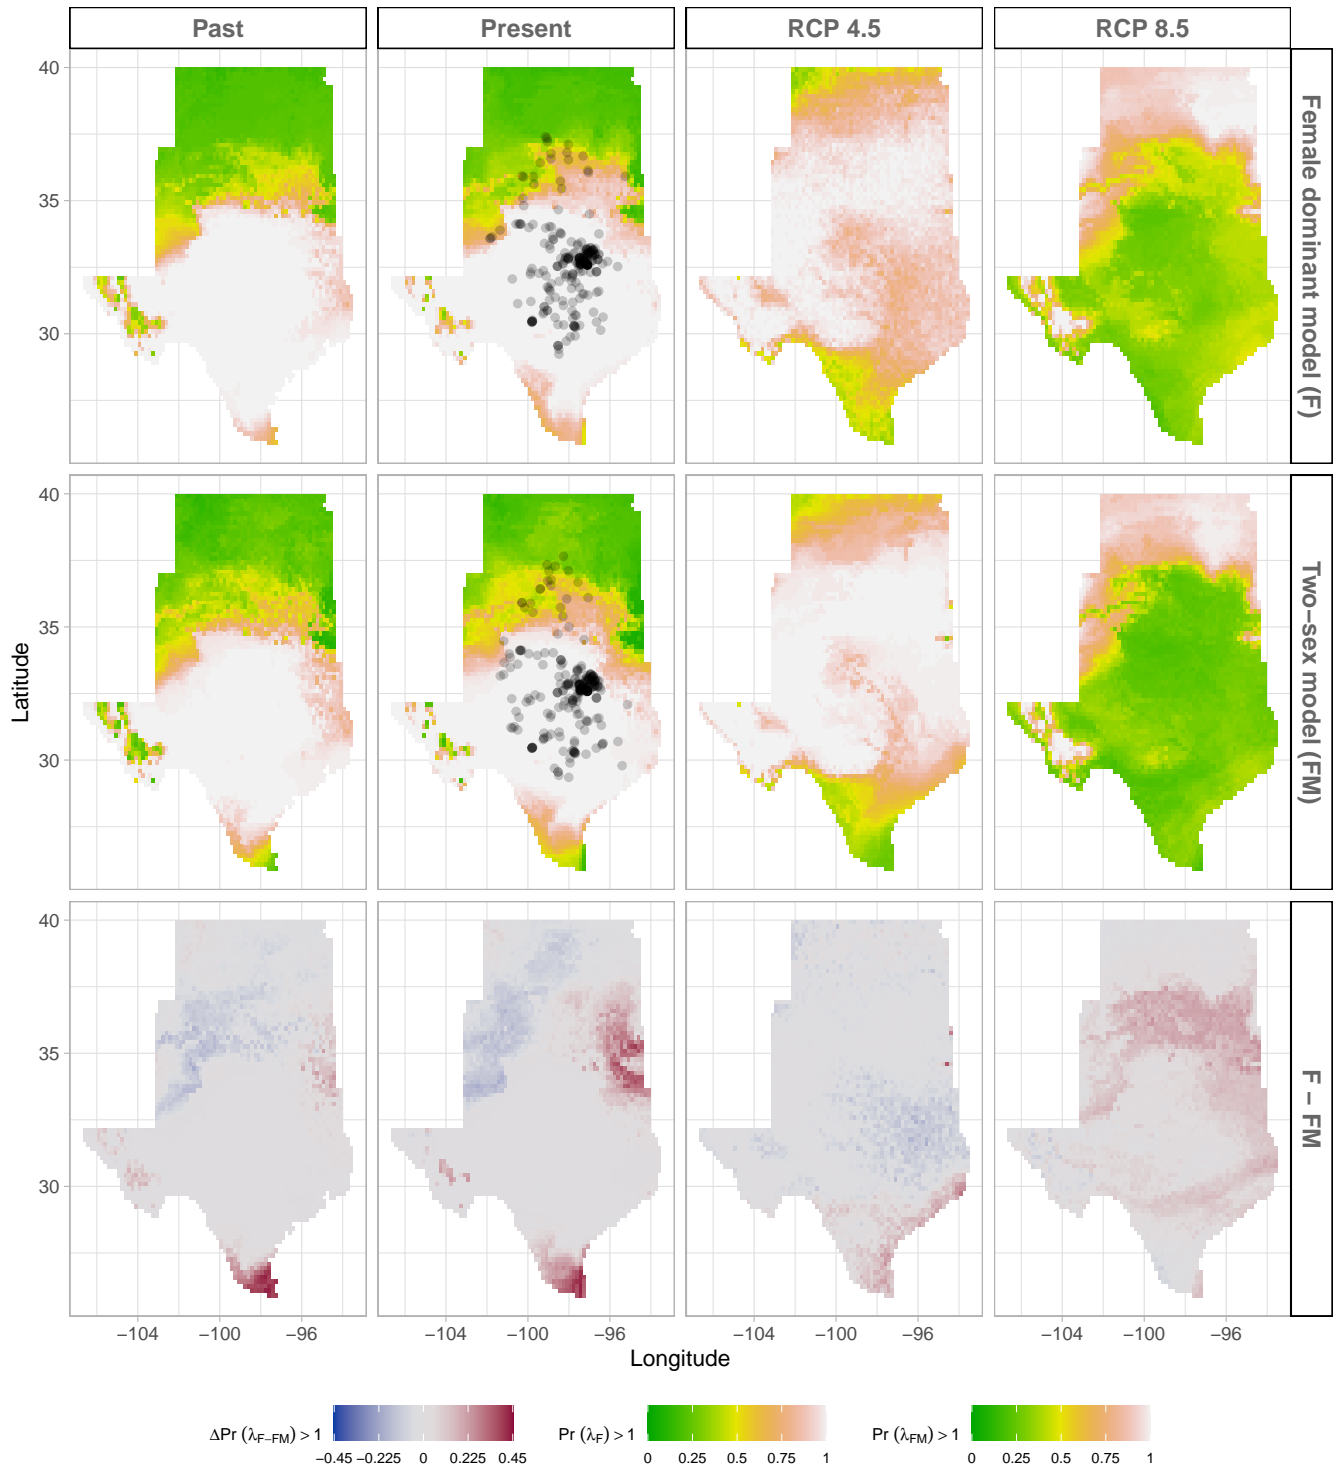 Past Present RCP 4.5 RCP 8.5
40
35
30
Female dominant model (F)
40
35
30
Two−sex model (FM)
Latitude
40
35
30
F − FM
−104 −100 −96 −104 −100 −96 −104 −100 −96 −104 −100 −96
Longitude
ΔPr (λF−FM) > 1
−0.45 −0.225 0 0.225 0.45
Pr (λF) > 1
0 0.25 0.5 0.75 1
Pr (λFM) > 1
0 0.25 0.5 0.75 1